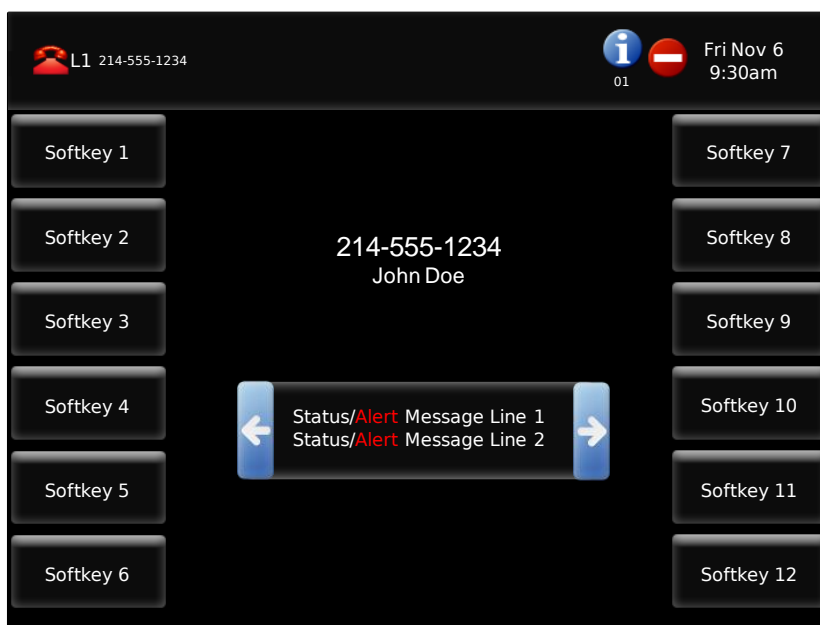 L1 214-555-1234
01
Fri Nov 6
9:30am
Softkey 1
Softkey 2
Softkey 3
Softkey 4
Softkey 5
Softkey 6
214-555-1234
John Doe
Status/Alert Message Line 1
Status/Alert Message Line 2
Softkey 7
Softkey 8
Softkey 9
Softkey 10
Softkey 11
Softkey 12